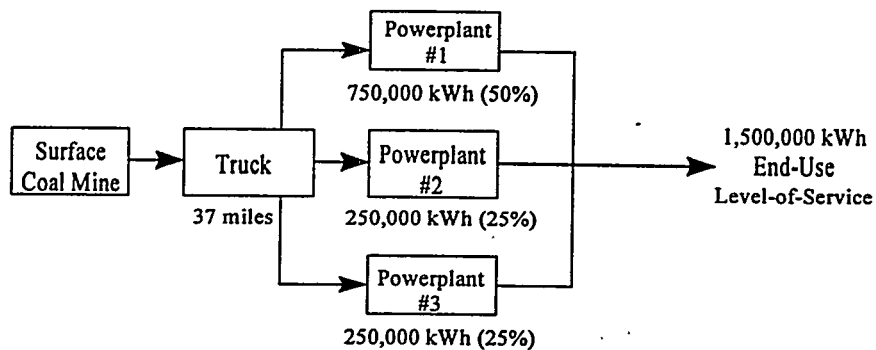 Powerplant
#1
750,000 kWh (50%)
Surface
Coal Mine
Truck
37 miles
Powerplant
#2
250,000 kWh (25%)
Powerplant
#3
250,000 kWh (25%)
1,500,000 kWh
End-Use
Level-of-Service